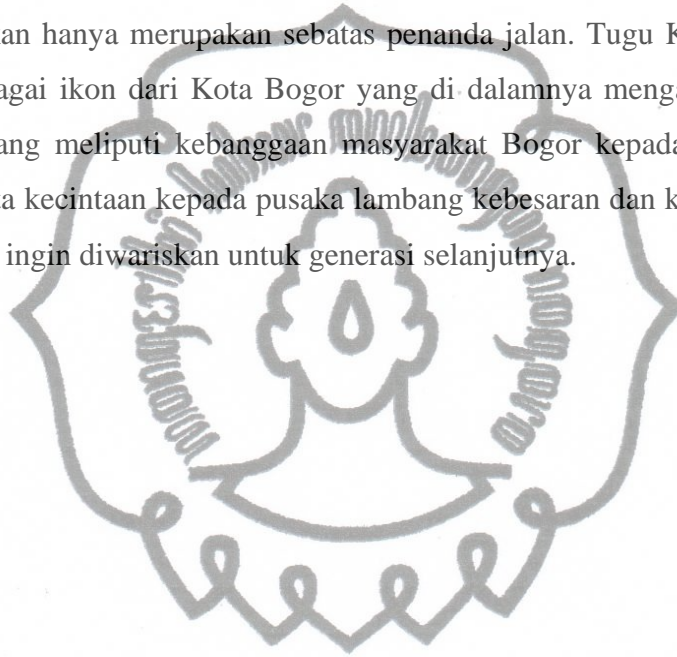 an hanya merupakan sebatas penanda jalan. Tugu K
agai ikon dari Kota Bogor yang di dalamnya menga
ang meliputi kebanggaan masyarakat Bogor kepada
ta kecintaan kepada pusaka lambang kebesaran dan k
ingin diwariskan untuk generasi selanjutnya.